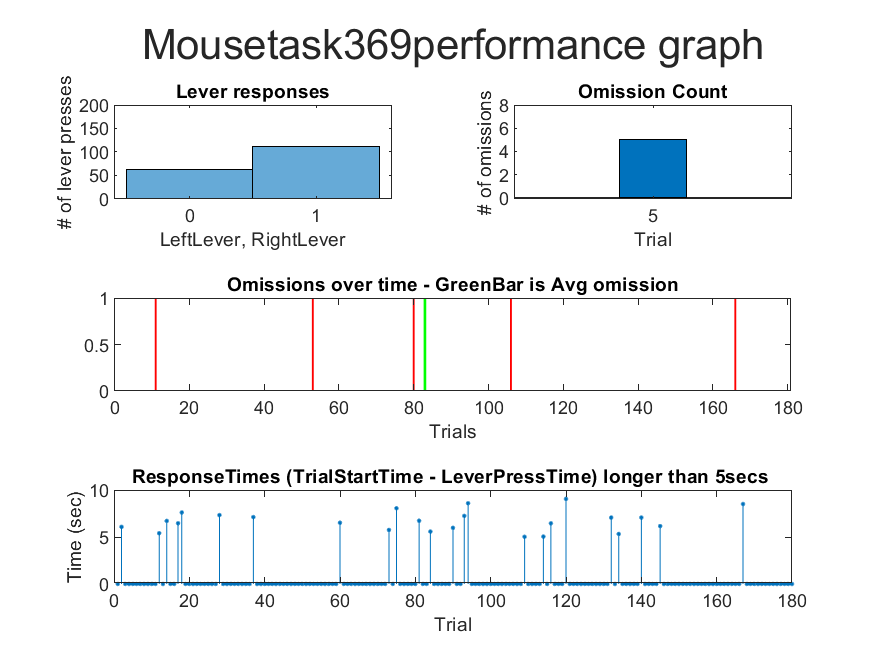 Mousetask369performance graph
Lever responses
# of lever presses
200
150
100
50
0
0 1
LeftLever, RightLever
Omission Count
# of omissions
8
6
4
2
0
5
Trial
Omissions over time - GreenBar is Avg omission
1
0.5
0
0 20 40 60 80 100 120 140 160 180
Trials
ResponseTimes (TrialStartTime - LeverPressTime) longer than 5secs
Time (sec)
10
5
0
0 20 40 60 80 100 120 140 160 180
Trial